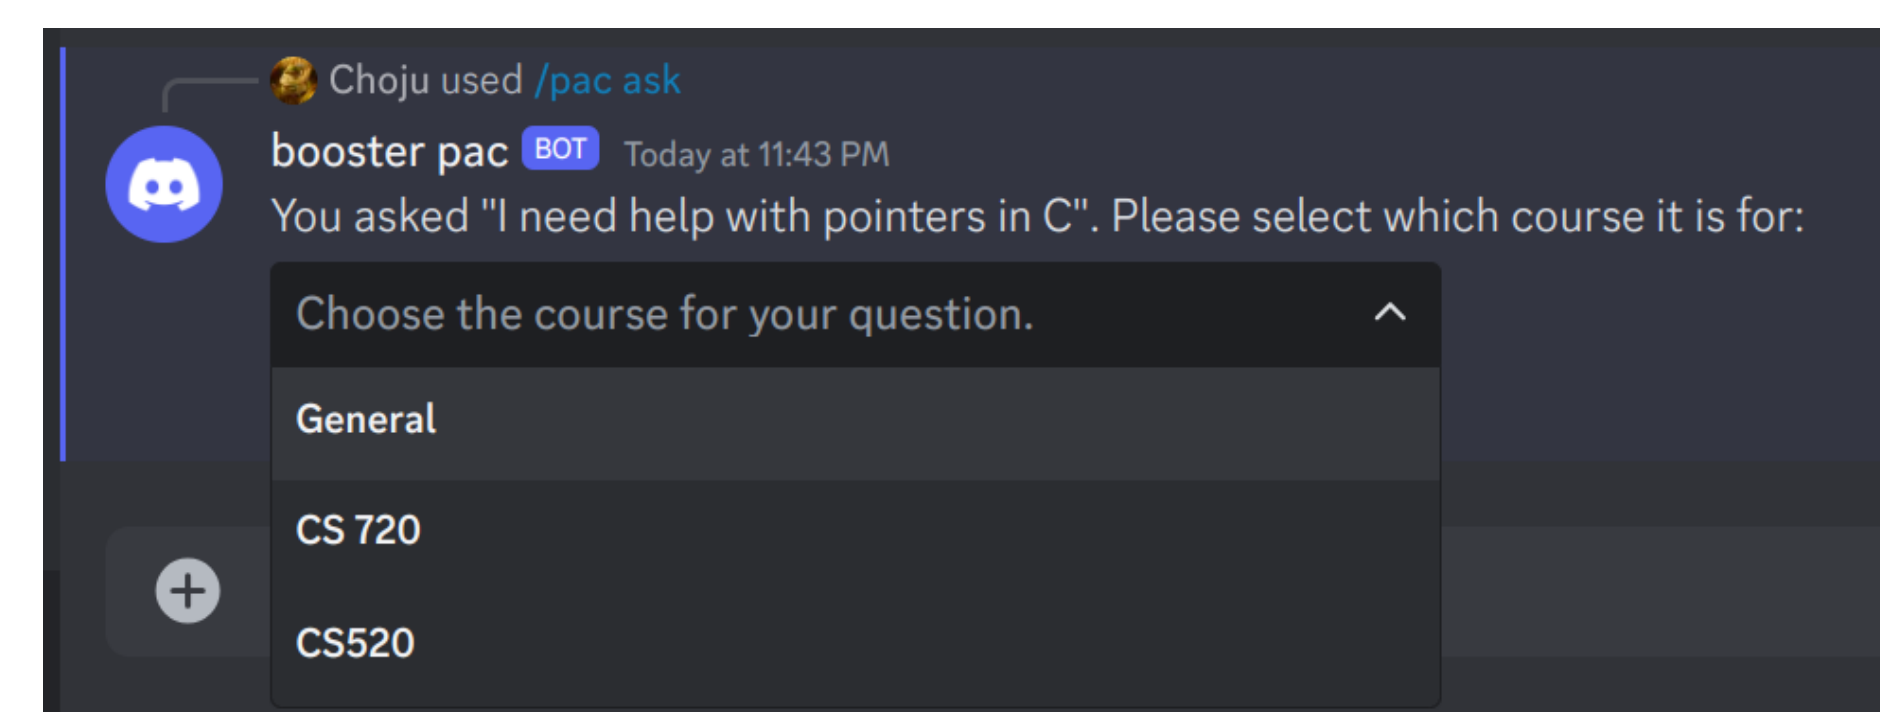 Choju used /pac ask
booster pac BOT Today at 11:43 PM
You asked "I need help with pointers in C". Please select which course it is for:
Choose the course for your question.
General
CS 720
CS520